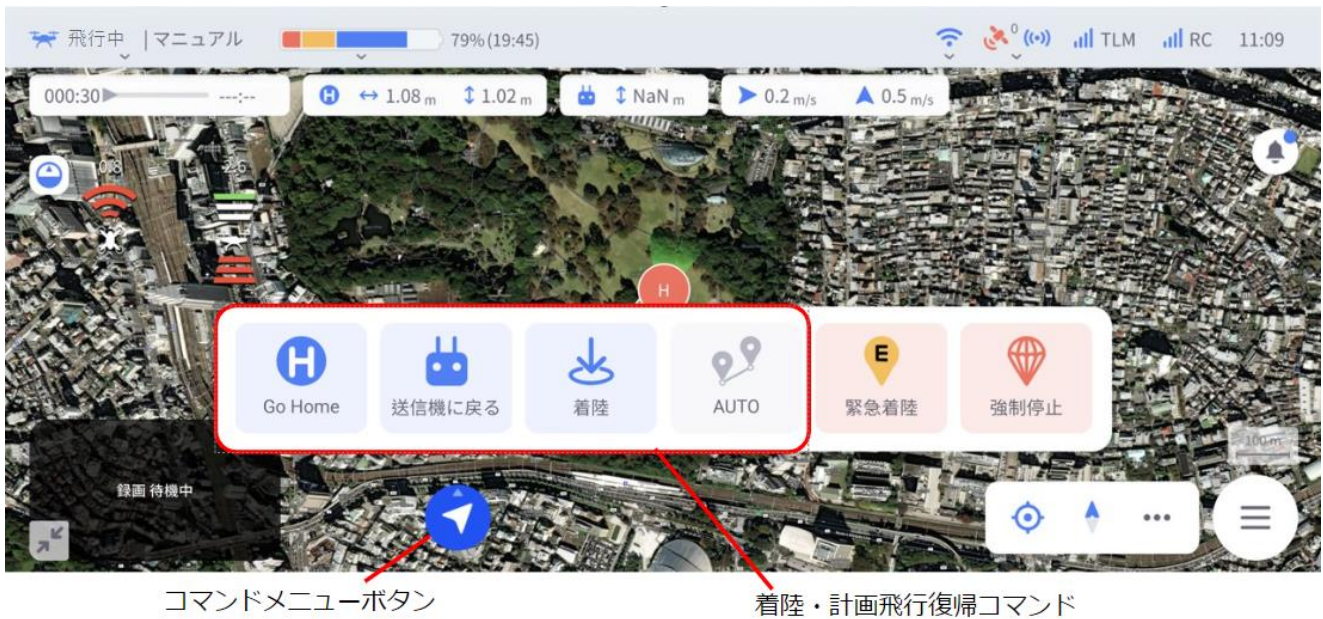 飛行中 | マニュアル 79% (19:45) 0 TLM RC 11:09
000:30 ---:-- H 1.08 m 1.02 m NaN m 0.2 m/s 0.5 m/s
0.8 2.6
H
H E
Go Home 送信機に戻る 着陸 AUTO 緊急着陸 強制停止
100 m
録画 待機中
コマンドメニューボタン
着陸・計画飛行復帰コマンド